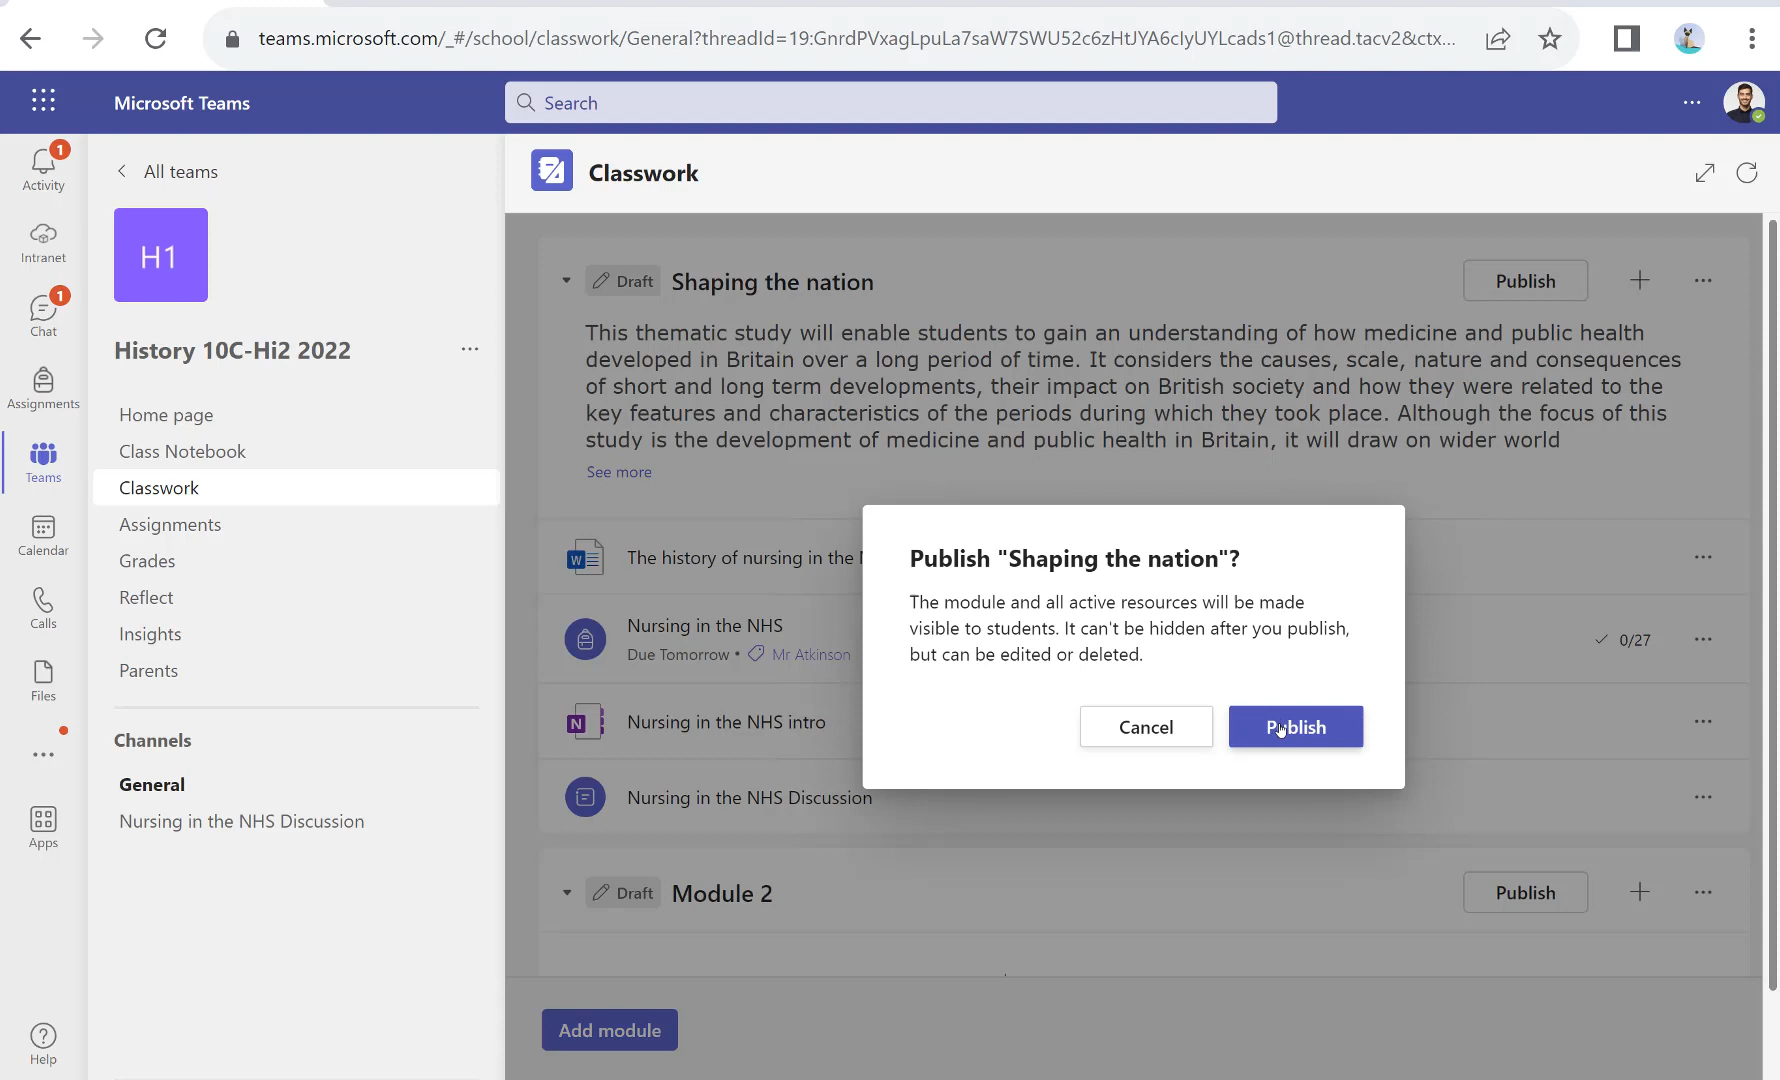 teams.microsoft.com/_#/school/classwork/General?threadId=19:GnrdPVxagLpuLa7saW7SWU52c6zHtJYA6clyUYLcads1@thread.tacv2&ctx...
Microsoft Teams
Search
1
Activity
Intranet
1
Chat
Assignments
Teams
Calendar
Calls
Files
Apps
Help
All teams
H1
History 10C-Hi2 2022
Home page
Class Notebook
Classwork
Assignments
Grades
Reflect
Insights
Parents
Channels
General
Nursing in the NHS Discussion
Classwork
Draft Shaping the nation Publish
This thematic study will enable students to gain an understanding of how medicine and public health
developed in Britain over a long period of time. It considers the causes, scale, nature and consequences
of short and long term developments, their impact on British society and how they were related to the
key features and characteristics of the periods during which they took place. Although the focus of this
study is the development of medicine and public health in Britain, it will draw on wider world
See more
The history of nursing in the
Nursing in the NHS
Due Tomorrow • Mr Atkinson
0/27
Nursing in the NHS intro
Nursing in the NHS Discussion
Publish "Shaping the nation"?
The module and all active resources will be made
visible to students. It can't be hidden after you publish,
but can be edited or deleted.
Cancel Publish
Draft Module 2 Publish
Add module